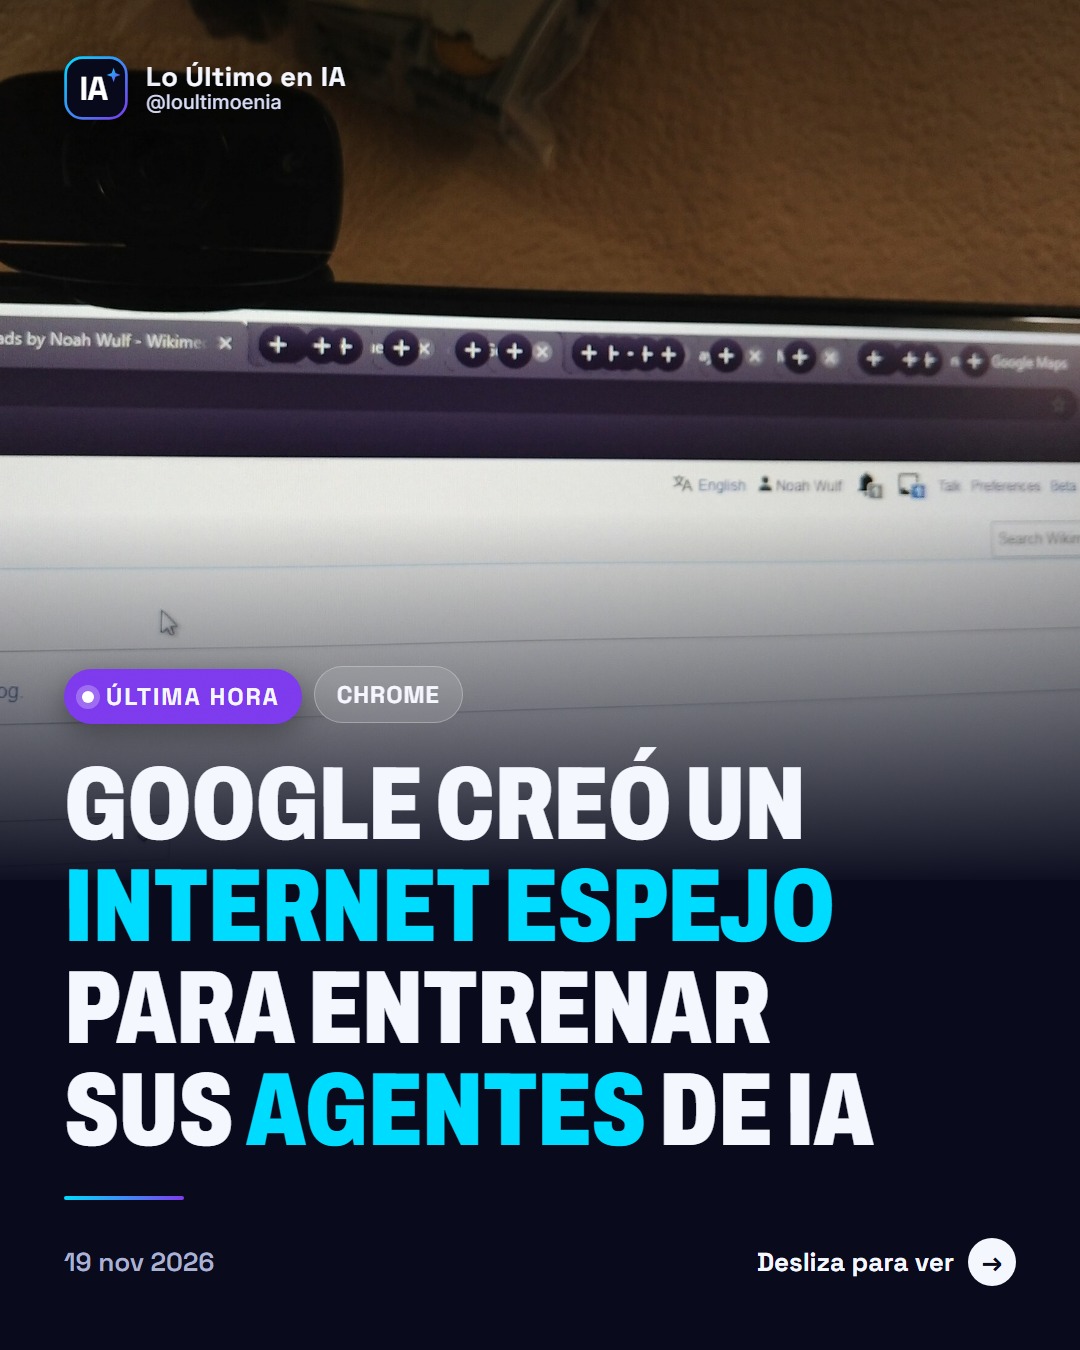 IA
Lo Último en IA
@loultimoenia
ads by Noah Wulf - Wikime
Google Maps
English Noah Wulf Talk Preferences Beta
Search Wikim
og.
ÚLTIMA HORA
CHROME
GOOGLE CREÓ UN
INTERNET ESPEJO
PARA ENTRENAR
SUS AGENTES DE IA
19 nov 2026
Desliza para ver